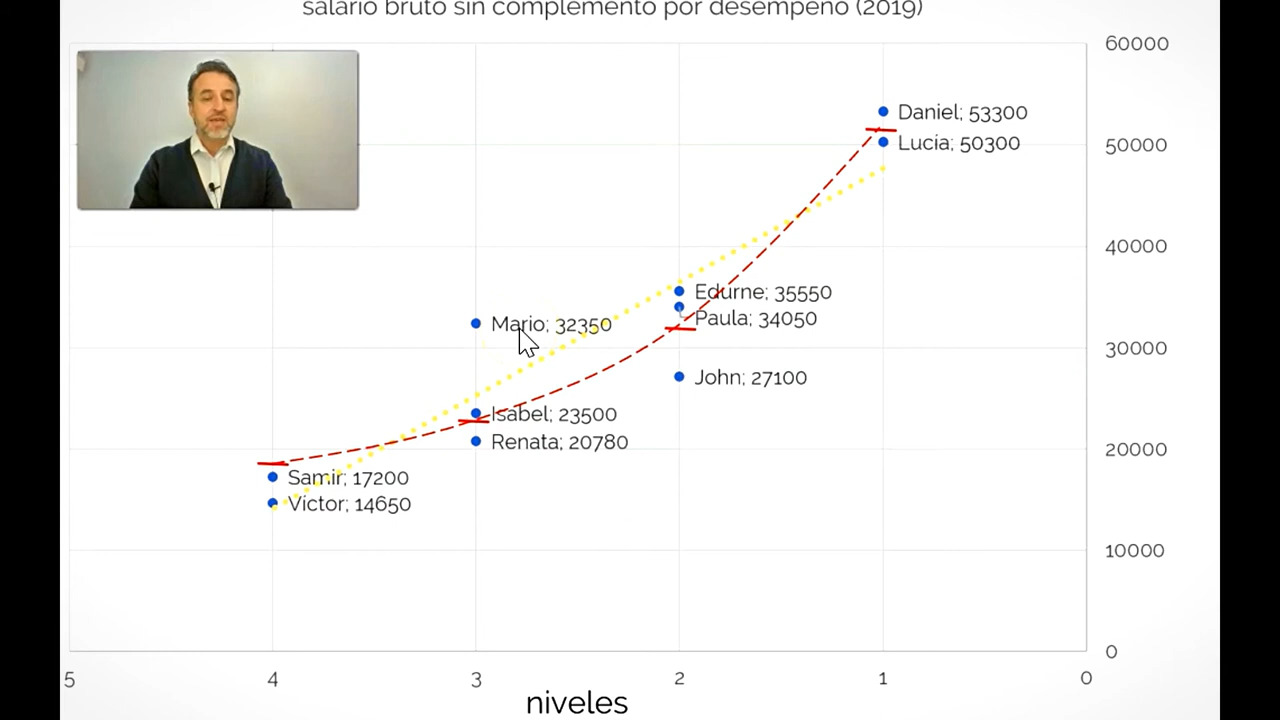 salario bruto sin complemento por desempeño (2019)
60000
Daniel; 53300
50000
Lucía; 50300
40000
Edurne; 35550
Paula; 34050
Mario; 32350
30000
John; 27100
Isabel; 23500
Renata; 20780
20000
Samir; 17200
Víctor; 14650
10000
0
5 4 3 2 1 0
niveles